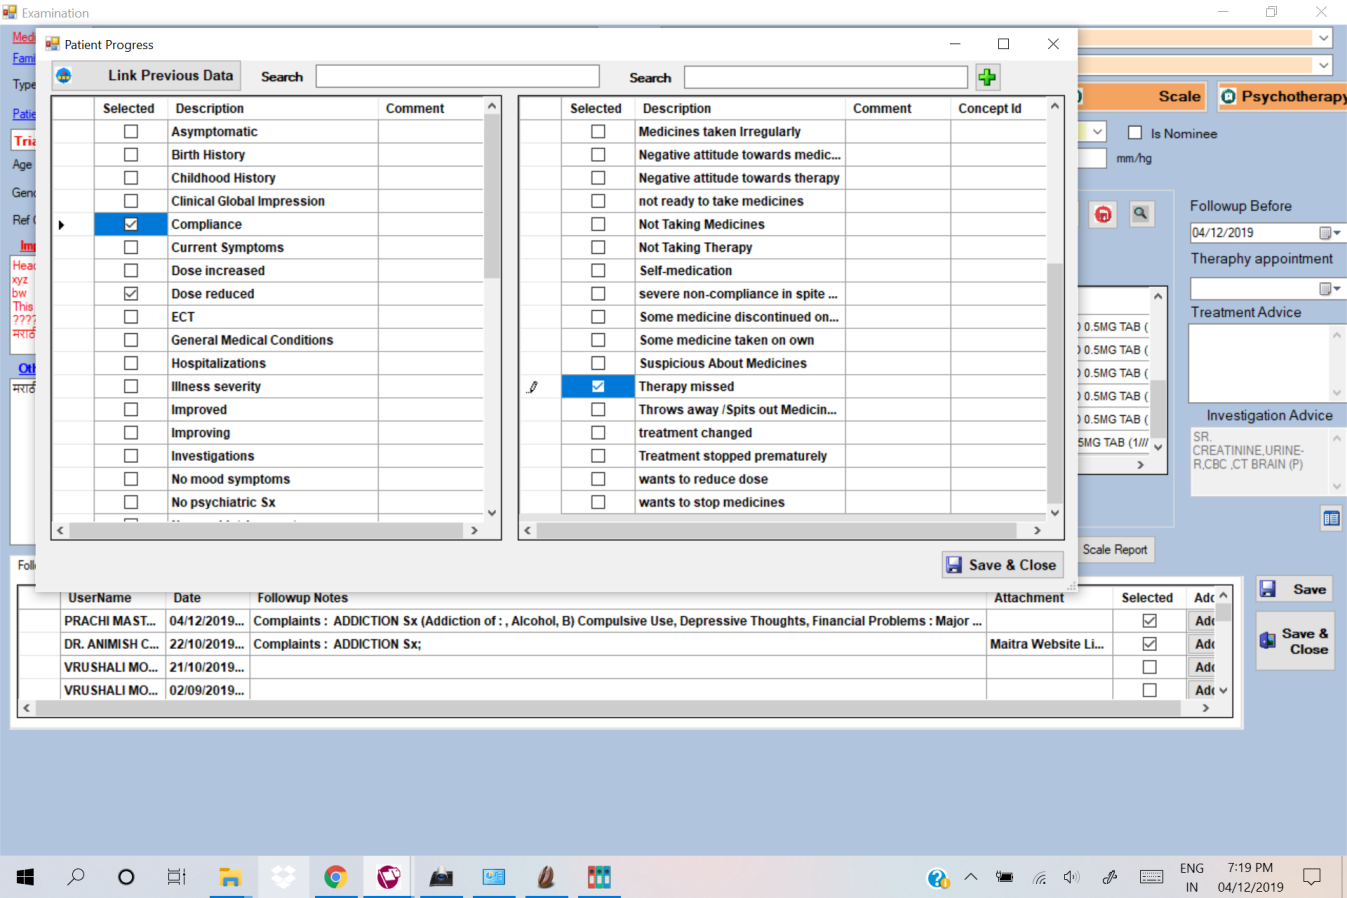 Examination
Patient Progress
Link Previous Data Search Search
Selected Description Comment
Asymptomatic
Birth History
Childhood History
Clinical Global Impression
Compliance
Current Symptoms
Dose increased
Dose reduced
ECT
General Medical Conditions
Hospitalizations
Illness severity
Improved
Improving
Investigations
No mood symptoms
No psychiatric Sx
Selected Description Comment Concept Id
Medicines taken Irregularly
Negative attitude towards medic...
Negative attitude towards therapy
not ready to take medicines
Not Taking Medicines
Not Taking Therapy
Self-medication
severe non-compliance in spite ...
Some medicine discontinued on...
Some medicine taken on own
Suspicious About Medicines
Therapy missed
Throws away /Spits out Medicin...
treatment changed
Treatment stopped prematurely
wants to reduce dose
wants to stop medicines
Save & Close
Medi
Fami
Type
Patie
Tria
Age
Gend
Ref
Imp
Head
xyz
bw
This
????
मराठी
Oth
मराठी
Foll
Scale Psychotherapy
Is Nominee
mm/hg
Followup Before
04/12/2019
Theraphy appointment
Treatment Advice
0.5MG TAB (
0.5MG TAB (
0.5MG TAB (
0.5MG TAB (
0.5MG TAB (
5MG TAB (1///
Investigation Advice
SR.
CREATININE,URINE-
R,CBC ,CT BRAIN (P)
Scale Report
UserName Date Followup Notes Attachment Selected Add
PRACHI MAST... 04/12/2019... Complaints : ADDICTION Sx (Addiction of : , Alcohol, B) Compulsive Use, Depressive Thoughts, Financial Problems : Major ... Add
DR. ANIMISH C... 22/10/2019... Complaints : ADDICTION Sx; Maitra Website Li... Add
VRUSHALI MO... 21/10/2019... Add
VRUSHALI MO... 02/09/2019... Add
Save
Save &
Close
ENG
IN
7:19 PM
04/12/2019